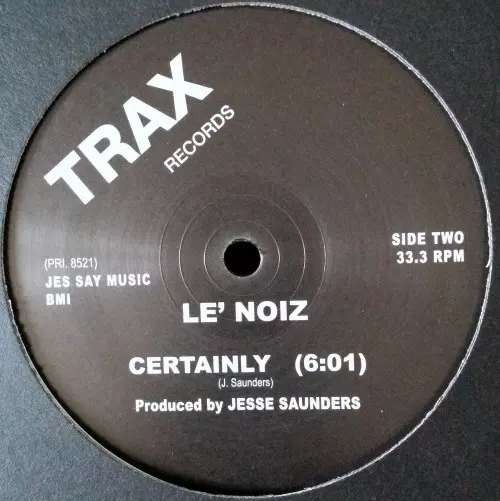 TRAX
RECORDS
(PRI. 8521)
JES SAY MUSIC
BMI
SIDE TWO
33.3 RPM
LE’ NOIZ
CERTAINLY (6:01)
(J. Saunders)
Produced by JESSE SAUNDERS